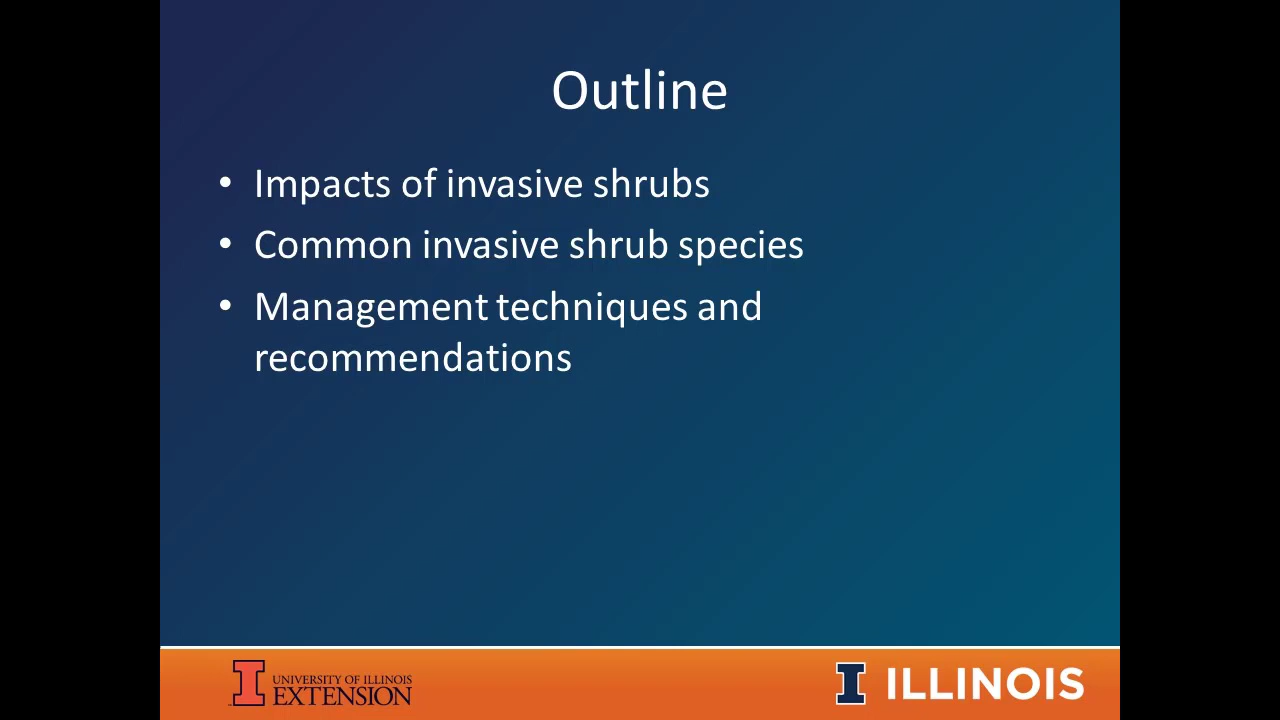 Outline
• Impacts of invasive shrubs
• Common invasive shrub species
• Management techniques and
recommendations
I UNIVERSITY OF ILLINOIS
EXTENSION
I ILLINOIS